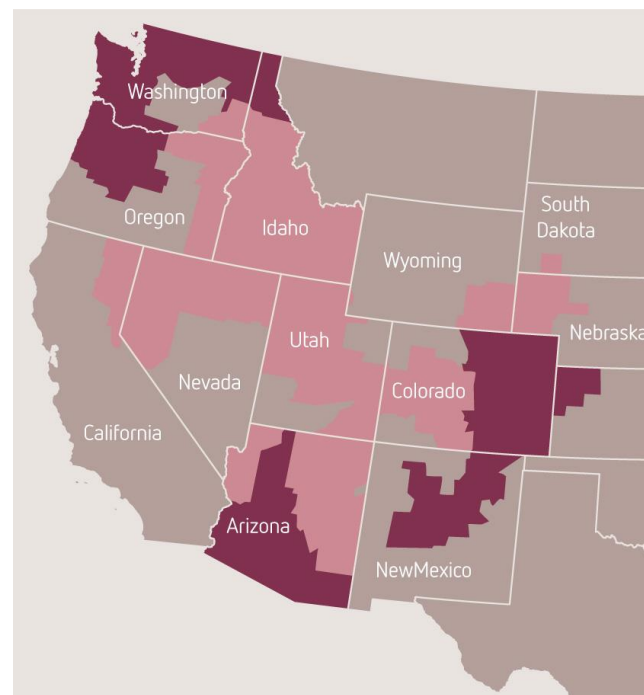 Washington
Oregon
Idaho
South
Dakota
Wyoming
Nebraska
Utah
Nevada
Colorado
California
Arizona
NewMexico